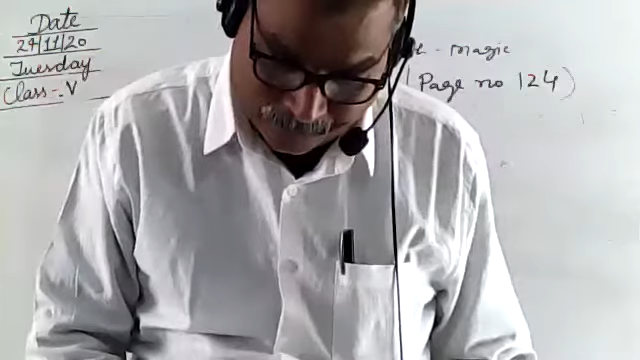 Date
24/11/20
Tuesday
Class-:V
- Magic
(Page no 124)